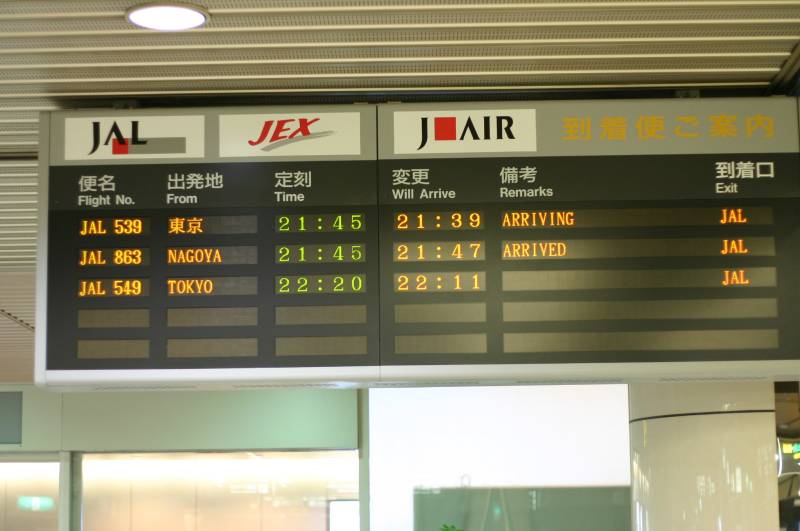 JAL JEX J AIR 到着便ご案内
便名 出発地 定刻 変更 備考 到着口
Flight No. From Time Will Arrive Remarks Exit
JAL 539 東京 21:45 21:39 ARRIVING JAL
JAL 863 NAGOYA 21:45 21:47 ARRIVED JAL
JAL 549 TOKYO 22:20 22:11 JAL